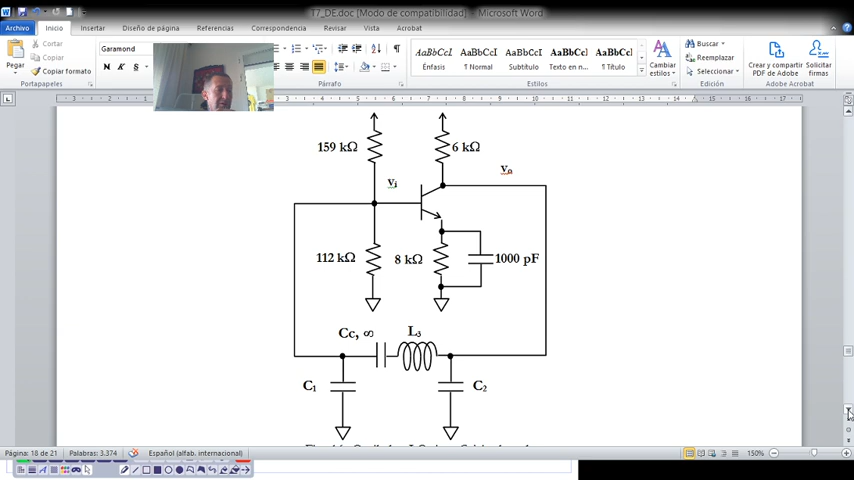 T7_DE.doc [Modo de compatibilidad] - Microsoft Word
Archivo Inicio Insertar Diseño de página Referencias Correspondencia Revisar Vista Acrobat
Pegar
Cortar
Copiar
Copiar formato
Portapapeles
Garamond
N K S
Párrafo
AaBbCcI Énfasis
AaBbCcI ¶ Normal
AaBbCcI Subtítulo
AaBbCcI Texto en n...
AaBbCcI ¶ Título
Estilos
Cambiar estilos
Buscar
Reemplazar
Seleccionar
Edición
Crear y compartir PDF de Adobe
Solicitar firmas
Adobe Acrobat
159 kΩ
6 kΩ
vi
vo
112 kΩ
8 kΩ
1000 pF
Cc, ∞
L3
C1
C2
Página: 18 de 21 Palabras: 3.374 Español (alfab. internacional) 150%